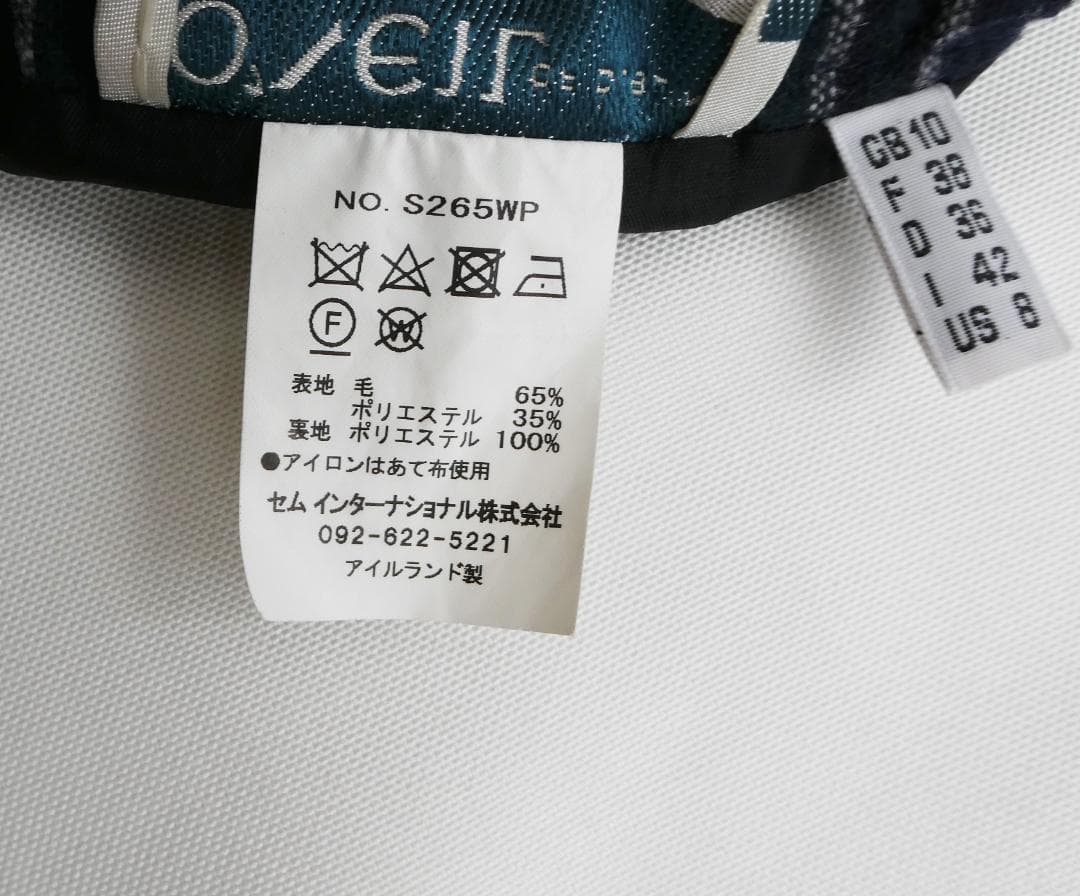 NO. S265WP
F
W
表地 毛 65%
ポリエステル 35%
裏地 ポリエステル 100%
●アイロンはあて布使用
セム インターナショナル株式会社
092-622-5221
アイルランド製
GB 10
F 38
D 36
I 42
US 8